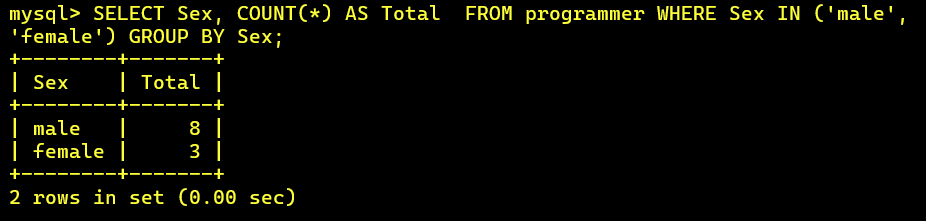 mysql> SELECT Sex, COUNT(*) AS Total  FROM programmer WHERE Sex IN ('male',
'female') GROUP BY Sex;
+--------+-------+
| Sex    | Total |
+--------+-------+
| male   |     8 |
| female |     3 |
+--------+-------+
2 rows in set (0.00 sec)